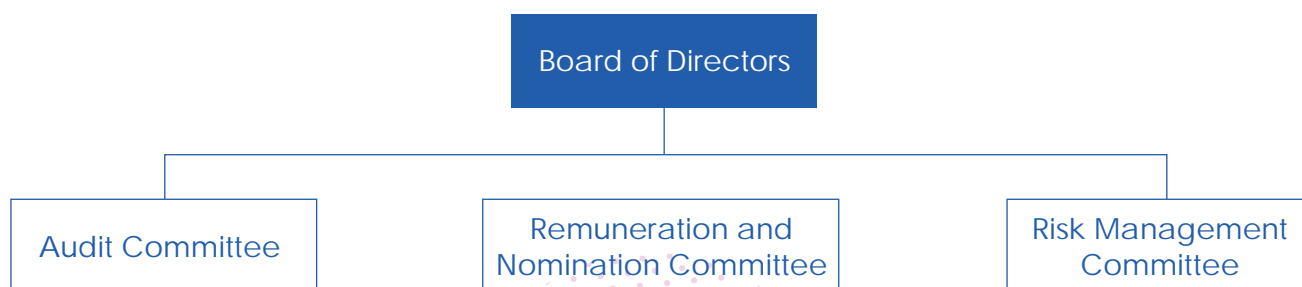 Board of Directors
Audit Committee
Remuneration and
Nomination Committee
Risk Management
Committee